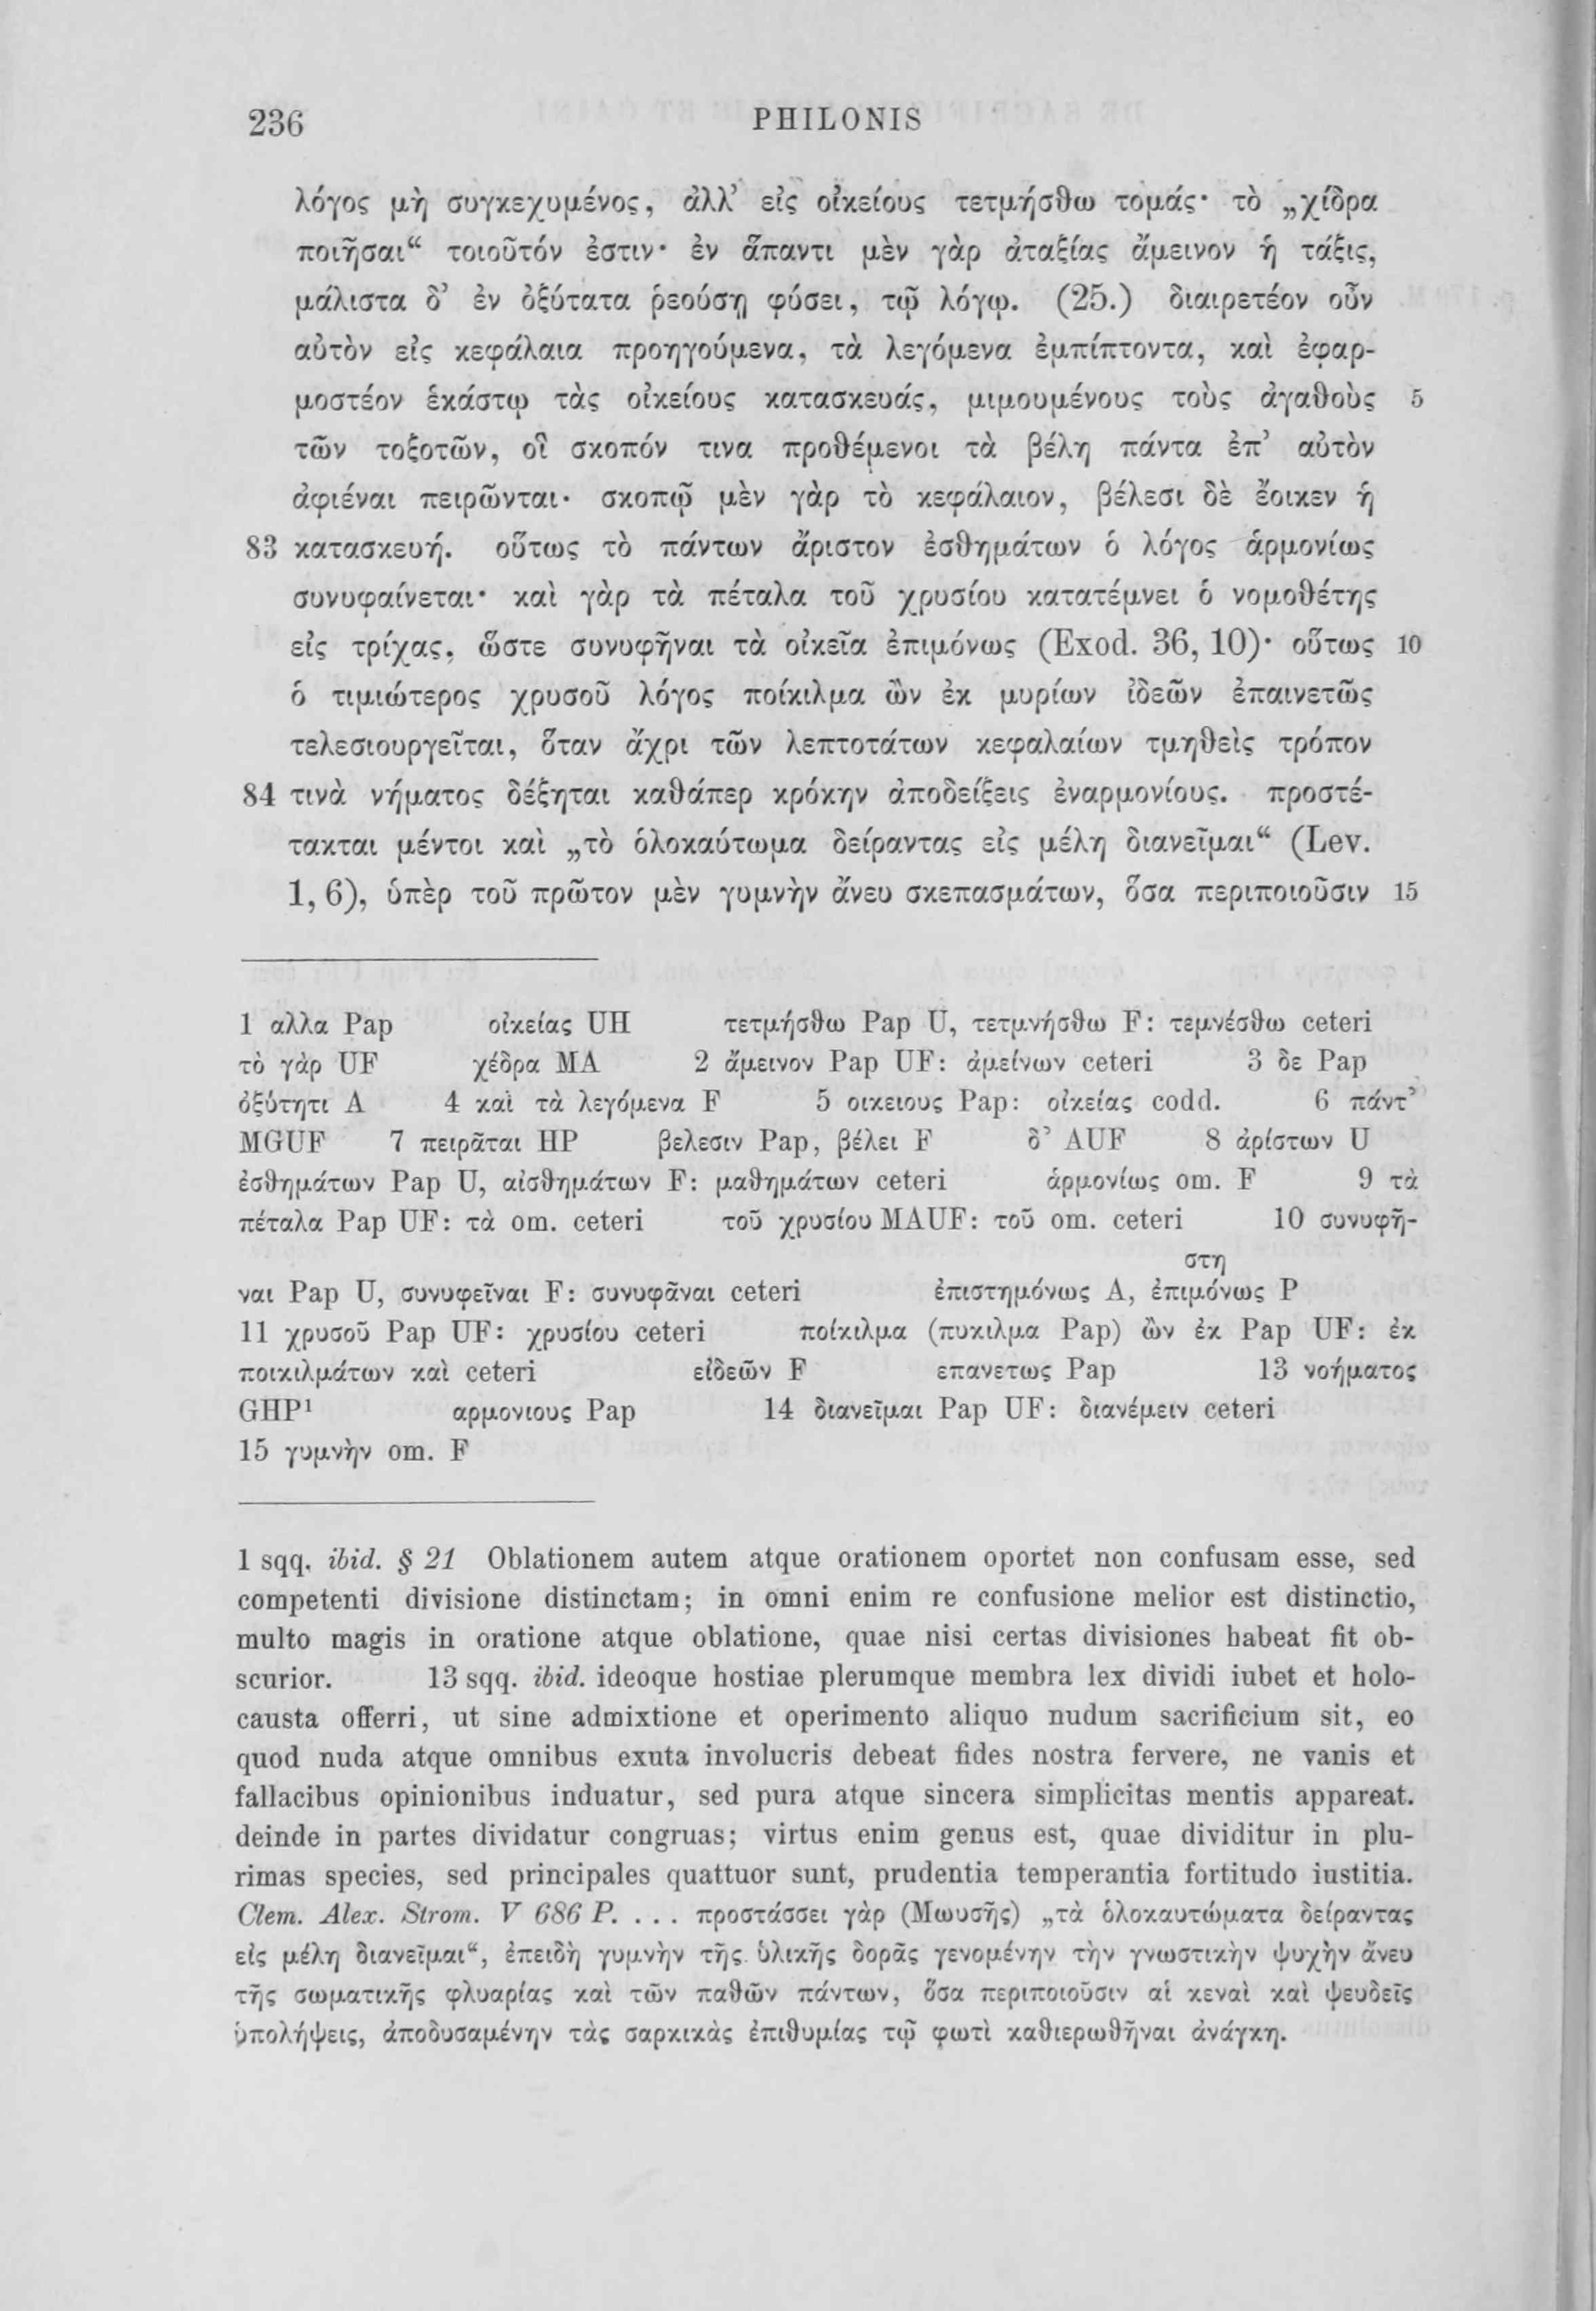 236 PHILONIS
λόγος μὴ συγκεχυμένος, ἀλλ’ εἰς οἰκείους τετμήσθω τομάς· τὸ „χίδρα
ποιῆσαι“ τοιοῦτόν ἐστιν· ἐν ἅπαντι μὲν γὰρ ἀταξίας ἄμεινον ἡ τάξις,
μάλιστα δ’ ἐν ὀξύτατα ῥεούσῃ φύσει, τῷ λόγῳ. (25.) διαιρετέον οὖν
αὐτὸν εἰς κεφάλαια προηγούμενα, τὰ λεγόμενα ἐμπίπτοντα, καὶ ἐφαρ-
μοστέον ἑκάστῳ τὰς οἰκείους κατασκευάς, μιμουμένους τοὺς ἀγαθοὺς 5
τῶν τοξοτῶν, οἳ σκοπόν τινα προθέμενοι τὰ βέλη πάντα ἐπ’ αὐτὸν
ἀφιέναι πειρῶνται· σκοπῷ μὲν γὰρ τὸ κεφάλαιον, βέλεσι δὲ ἔοικεν ἡ
83 κατασκευή. οὕτως τὸ πάντων ἄριστον ἐσθημάτων ὁ λόγος ἁρμονίως
συνυφαίνεται· καὶ γὰρ τὰ πέταλα τοῦ χρυσίου κατατέμνει ὁ νομοθέτης
εἰς τρίχας, ὥστε συνυφῆναι τὰ οἰκεῖα ἐπιμόνως (Exod. 36, 10)· οὕτως 10
ὁ τιμιώτερος χρυσοῦ λόγος ποίκιλμα ὢν ἐκ μυρίων ἰδεῶν ἐπαινετῶς
τελεσιουργεῖται, ὅταν ἄχρι τῶν λεπτοτάτων κεφαλαίων τμηθεὶς τρόπον
84 τινὰ νήματος δέξηται καθάπερ κρόκην ἀποδείξεις ἐναρμονίους. προστέ-
τακται μέντοι καὶ „τὸ ὁλοκαύτωμα δείραντας εἰς μέλη διανεῖμαι“ (Lev.
1, 6), ὑπὲρ τοῦ πρῶτον μὲν γυμνὴν ἄνευ σκεπασμάτων, ὅσα περιποιοῦσιν 15
1 αλλα Pap οἰκείας UH τετμήσθω Pap U, τετμνήσθω F: τεμνέσθω ceteri
τὸ γὰρ UF χέδρα MA 2 ἄμεινον Pap UF: ἀμείνων ceteri 3 δε Pap
ὀξύτητι A 4 καὶ τὰ λεγόμενα F 5 οικειους Pap: οἰκείας codd. 6 πάντ’
MGUF 7 πειρᾶται HP βελεσιν Pap, βέλει F δ’ AUF 8 ἀρίστων U
ἐσθημάτων Pap U, αἰσθημάτων F: μαθημάτων ceteri ἁρμονίως om. F 9 τὰ
πέταλα Pap UF: τὰ om. ceteri τοῦ χρυσίου MAUF: τοῦ om. ceteri 10 συνυφῆ-
στη
ναι Pap U, συνυφεῖναι F: συνυφᾶναι ceteri ἐπιστημόνως A, ἐπιμόνως P
11 χρυσοῦ Pap UF: χρυσίου ceteri ποίκιλμα (πυκιλμα Pap) ὢν ἐκ Pap UF: ἐκ
ποικιλμάτων καὶ ceteri εἰδεῶν F επανετως Pap 13 νοήματος
GHP¹ αρμονιους Pap 14 διανεῖμαι Pap UF: διανέμειν ceteri
15 γυμνὴν om. F
1 sqq. ibid. § 21 Oblationem autem atque orationem oportet non confusam esse, sed
competenti divisione distinctam; in omni enim re confusione melior est distinctio,
multo magis in oratione atque oblatione, quae nisi certas divisiones habeat fit ob-
scurior. 13 sqq. ibid. ideoque hostiae plerumque membra lex dividi iubet et holo-
causta offerri, ut sine admixtione et operimento aliquo nudum sacrificium sit, eo
quod nuda atque omnibus exuta involucris debeat fides nostra fervere, ne vanis et
fallacibus opinionibus induatur, sed pura atque sincera simplicitas mentis appareat.
deinde in partes dividatur congruas; virtus enim genus est, quae dividitur in plu-
rimas species, sed principales quattuor sunt, prudentia temperantia fortitudo iustitia.
Clem. Alex. Strom. V 686 P. ... προστάσσει γὰρ (Μωυσῆς) „τὰ ὁλοκαυτώματα δείραντας
εἰς μέλη διανεῖμαι“, ἐπειδὴ γυμνὴν τῆς ὑλικῆς δορᾶς γενομένην τὴν γνωστικὴν ψυχὴν ἄνευ
τῆς σωματικῆς φλυαρίας καὶ τῶν παθῶν πάντων, ὅσα περιποιοῦσιν αἱ κεναὶ καὶ ψευδεῖς
ὑπολήψεις, ἀποδυσαμένην τὰς σαρκικὰς ἐπιθυμίας τῷ φωτὶ καθιερωθῆναι ἀνάγκη.